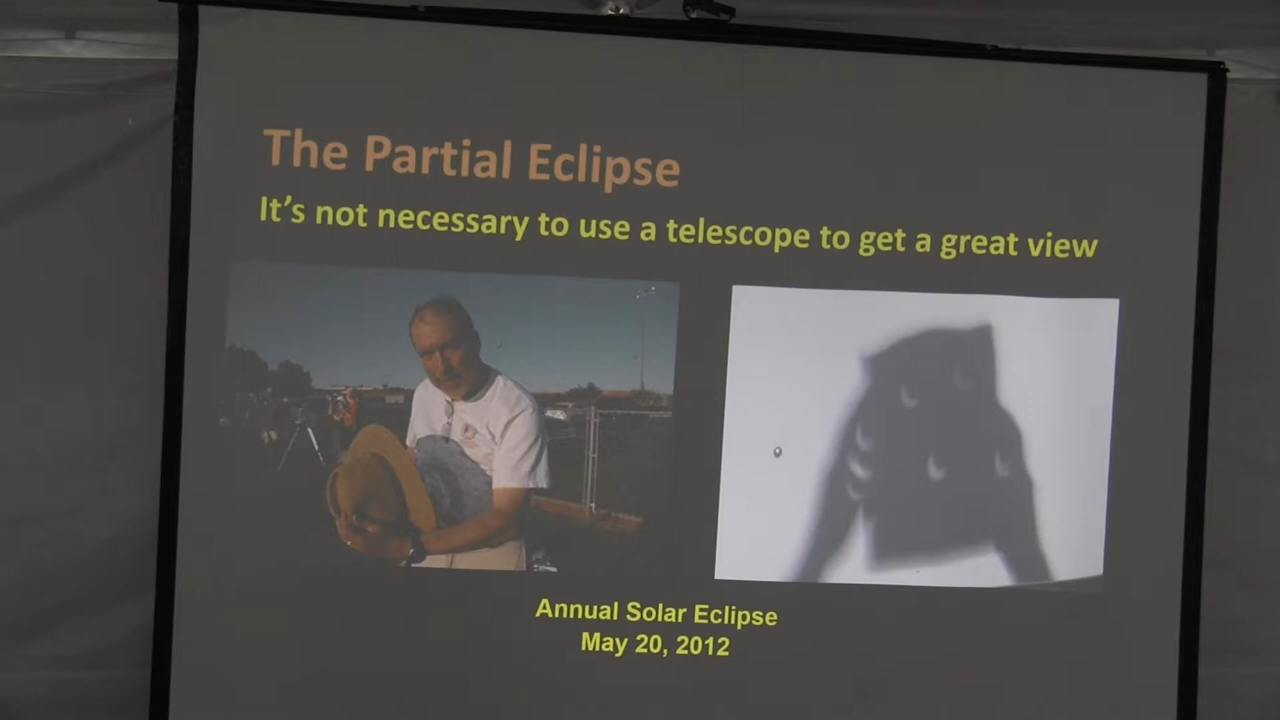 The Partial Eclipse
It’s not necessary to use a telescope to get a great view
Annual Solar Eclipse
May 20, 2012